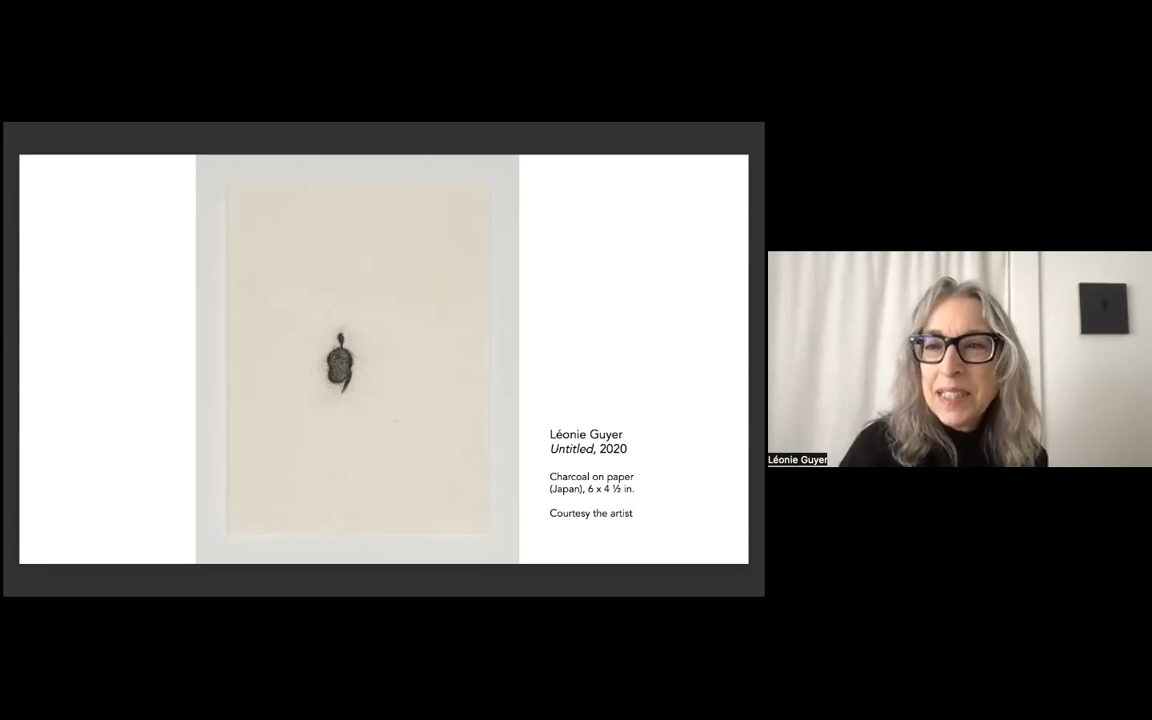 Léonie Guyer
Untitled, 2020
Charcoal on paper
(Japan), 6 x 4 ½ in.
Courtesy the artist
Léonie Guyer